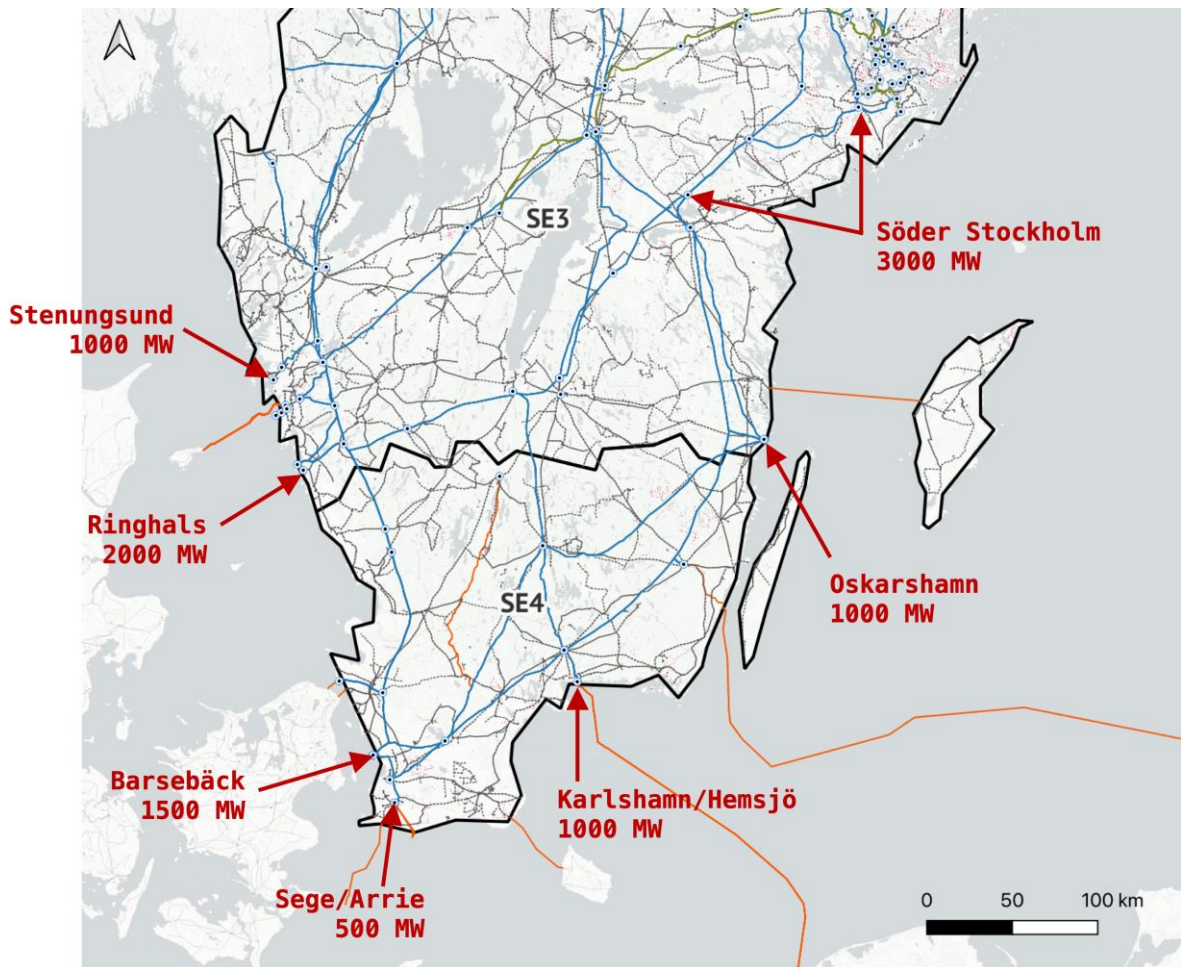 SE3
Söder Stockholm
3000 MW
Stenungsund
1000 MW
Ringhals
2000 MW
Oskarshamn
1000 MW
SE4
Barsebäck
1500 MW
Karlshamn/Hemsjö
1000 MW
Sege/Arrie
500 MW
0 50 100 km